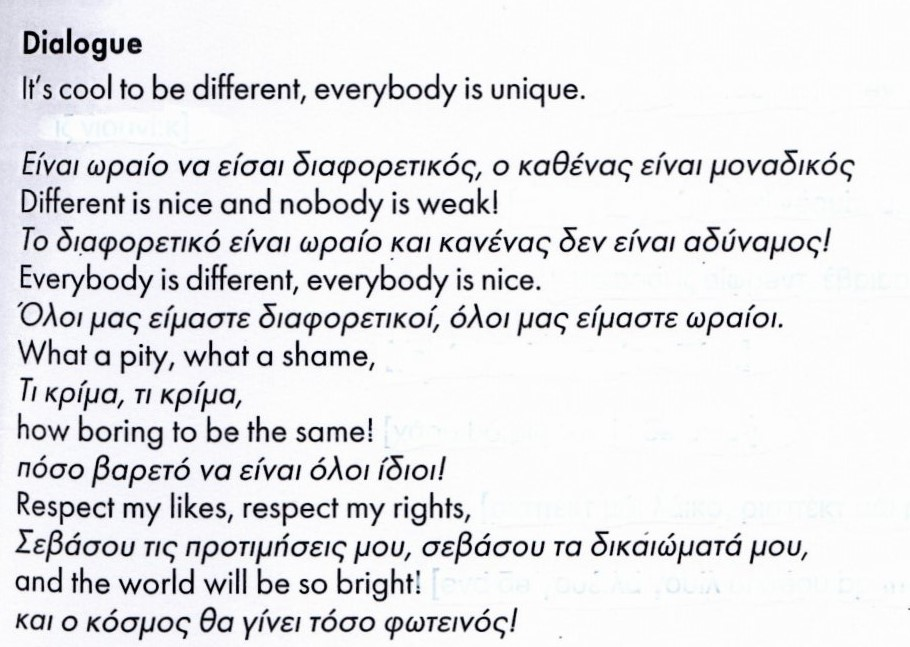 Dialogue
It's cool to be different, everybody is unique.
Είναι ωραίο να είσαι διαφορετικός, ο καθένας είναι μοναδικός
Different is nice and nobody is weak!
Το διαφορετικό είναι ωραίο και κανένας δεν είναι αδύναμος!
Everybody is different, everybody is nice.
Όλοι μας είμαστε διαφορετικοί, όλοι μας είμαστε ωραίοι.
What a pity, what a shame,
Τι κρίμα, τι κρίμα,
how boring to be the same!
πόσο βαρετό να είναι όλοι ίδιοι!
Respect my likes, respect my rights,
Σεβάσου τις προτιμήσεις μου, σεβάσου τα δικαιώματά μου,
and the world will be so bright!
και ο κόσμος θα γίνει τόσο φωτεινός!